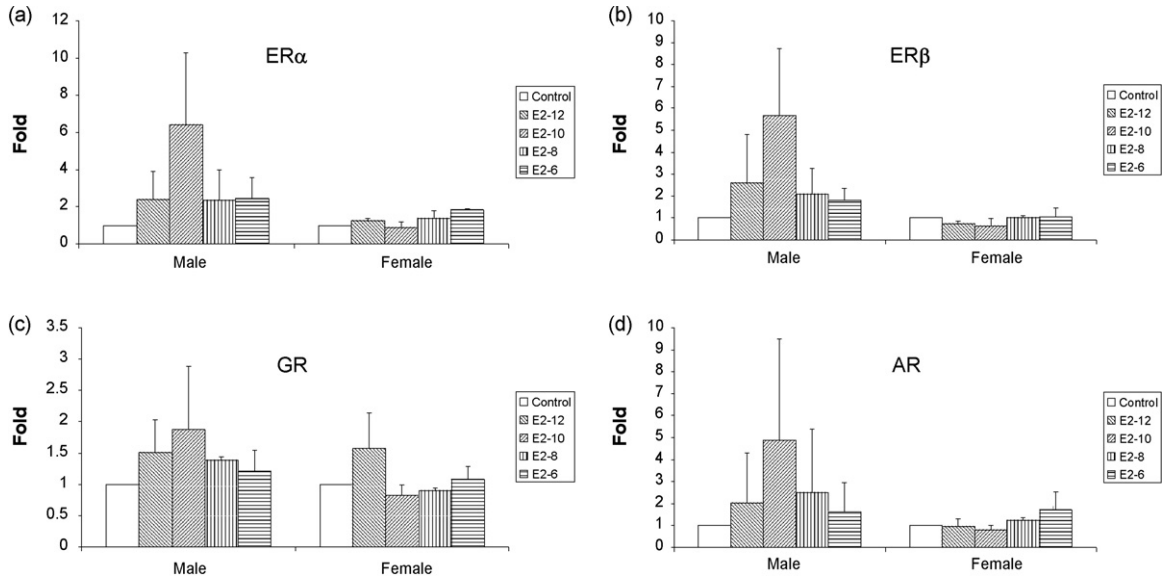 (a)
12
10
8
6
4
2
0
Fold
ERα
Male
Female
Control
E2-12
E2-10
E2-8
E2-6
(b)
10
9
8
7
6
5
4
3
2
1
0
Fold
ERβ
Male
Female
Control
E2-12
E2-10
E2-8
E2-6
(c)
3.5
3
2.5
2
1.5
1
0.5
0
Fold
GR
Male
Female
Control
E2-12
E2-10
E2-8
E2-6
(d)
10
9
8
7
6
5
4
3
2
1
0
Fold
AR
Male
Female
Control
E2-12
E2-10
E2-8
E2-6